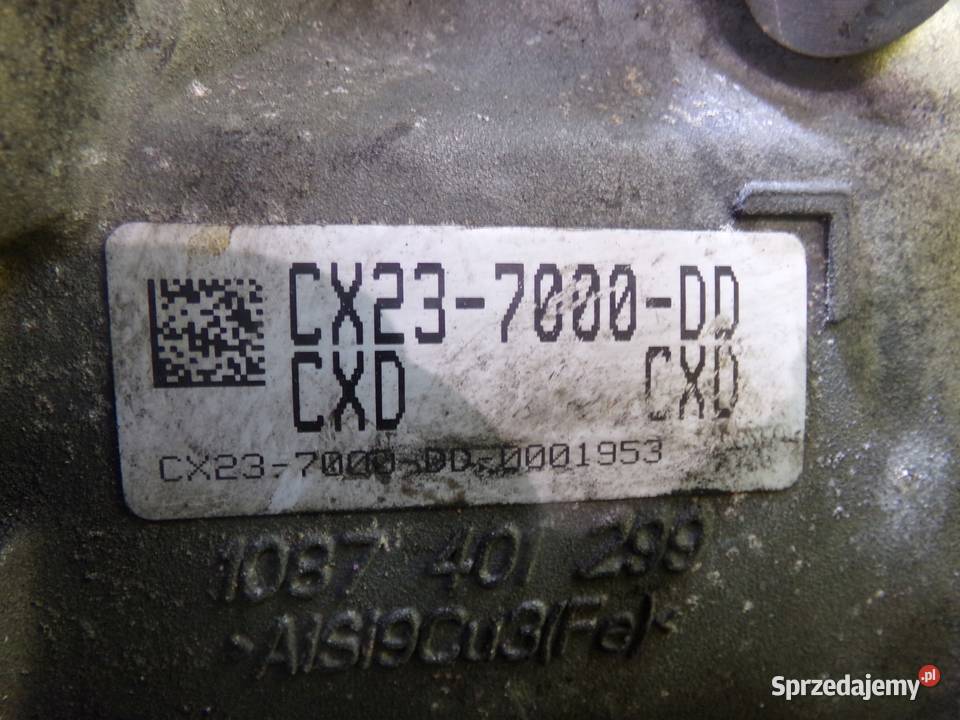 CX23-7000-DD
CXD CXD
CX23-7000-DD-0001953
1087 401 299
>AlSi9Cu3(Fe)<
Sprzedajemy.pl